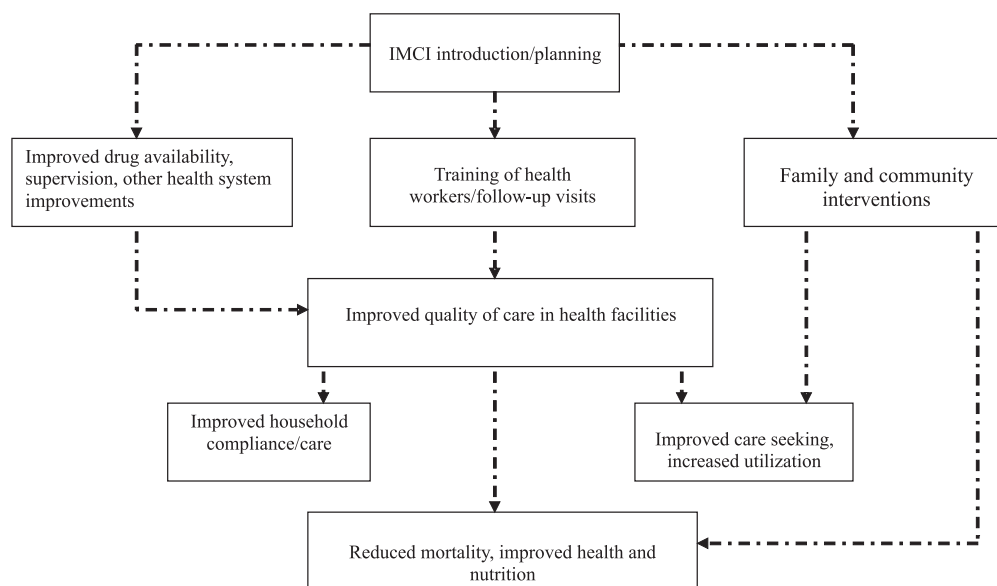 IMCI introduction/planning
Improved drug availability,
supervision, other health system
improvements
Training of health
workers/follow-up visits
Family and community
interventions
Improved quality of care in health facilities
Improved household
compliance/care
Improved care seeking,
increased utilization
Reduced mortality, improved health and
nutrition